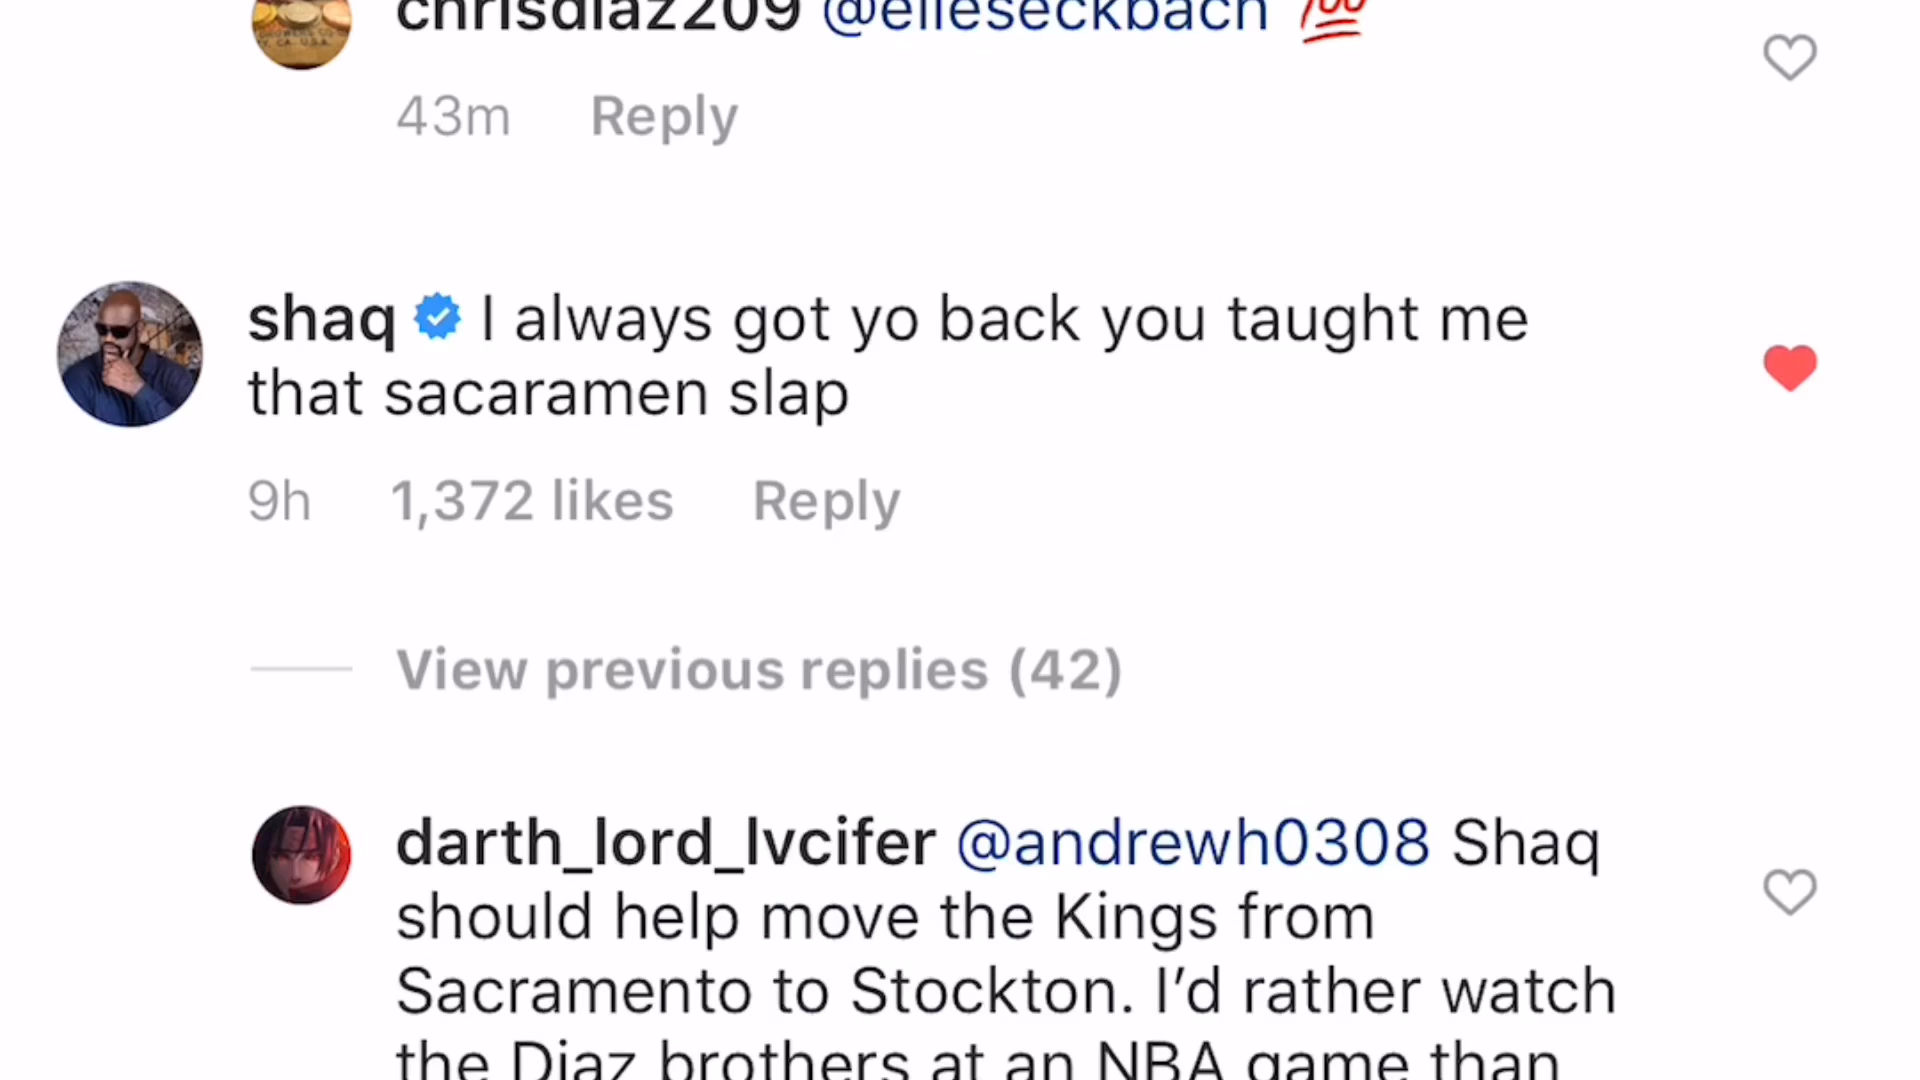 chrisdiaz209 @elieseckbach 💯
43m Reply
shaq I always got yo back you taught me
that sacaramen slap
9h 1,372 likes Reply
View previous replies (42)
darth_lord_lvcifer @andrewh0308 Shaq
should help move the Kings from
Sacramento to Stockton. I’d rather watch
the Diaz brothers at an NBA game than